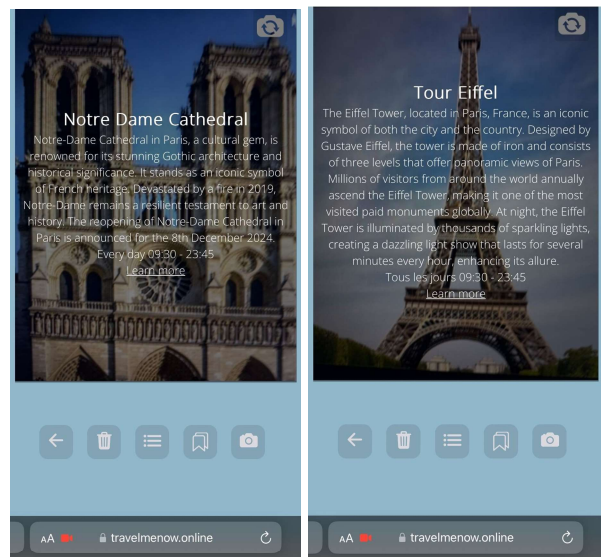 Notre Dame Cathedral
Notre-Dame Cathedral in Paris, a cultural gem, is
renowned for its stunning Gothic architecture and
historical significance. It stands as an iconic symbol
of French heritage. Devastated by a fire in 2019,
Notre-Dame remains a resilient testament to art and
history. The reopening of Notre-Dame Cathedral in
Paris is announced for the 8th December 2024.
Every day 09:30 - 23:45
Learn more
AA travelmenow.online
Tour Eiffel
The Eiffel Tower, located in Paris, France, is an iconic
symbol of both the city and the country. Designed by
Gustave Eiffel, the tower is made of iron and consists
of three levels that offer panoramic views of Paris.
Millions of visitors from around the world annually
ascend the Eiffel Tower, making it one of the most
visited paid monuments globally. At night, the Eiffel
Tower is illuminated by thousands of sparkling lights,
creating a dazzling light show that lasts for several
minutes every hour, enhancing its allure.
Tous les jours 09:30 - 23:45
Learn more
AA travelmenow.online